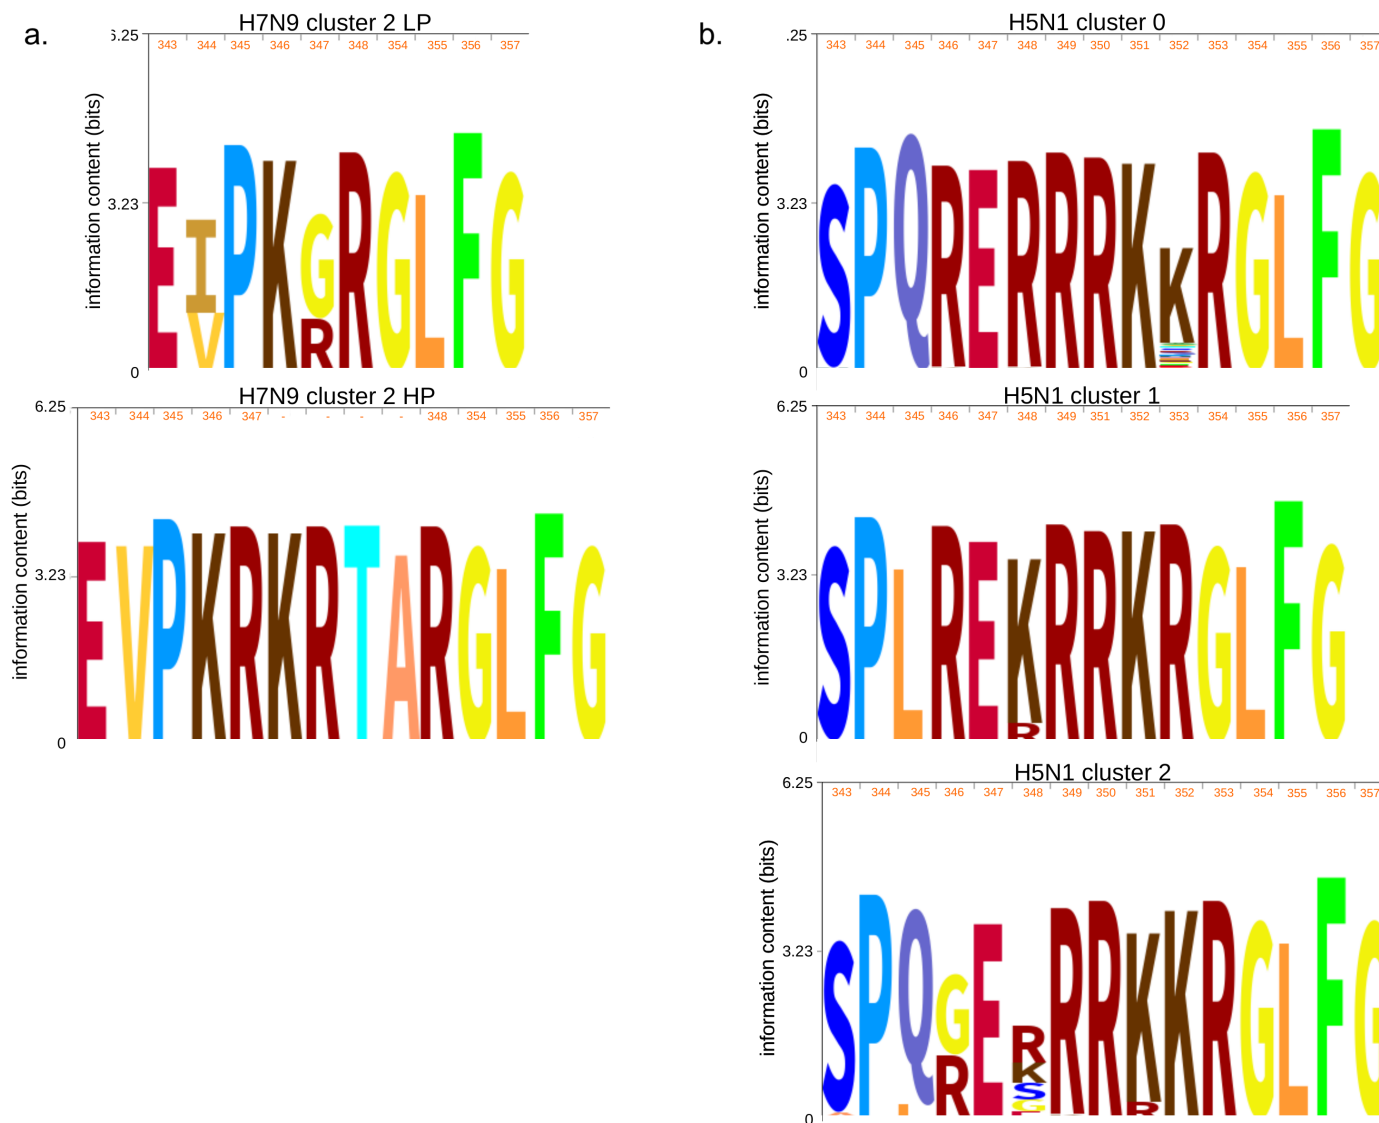 a.
H7N9 cluster 2 LP
343 344 345 346 347 348 354 355 356 357
3.23
0
information content (bits)
E I P K G R G L F G
V R
H7N9 cluster 2 HP
6.25
343 344 345 346 347 - - - - 348 354 355 356 357
3.23
0
information content (bits)
E V P K R K R T A R G L F G
b.
H5N1 cluster 0
.25
343 344 345 346 347 348 349 350 351 352 353 354 355 356 357
3.23
0
information content (bits)
S P Q R E R R R K K R G L F G
H5N1 cluster 1
6.25
343 344 345 346 347 348 349 351 352 353 354 355 356 357
3.23
0
information content (bits)
S P L R E K R R K R G L F G
R
H5N1 cluster 2
6.25
343 344 345 346 347 348 349 350 351 352 353 354 355 356 357
3.23
0
information content (bits)
S P Q G E R R R K K R G L F G
R K R
S
G